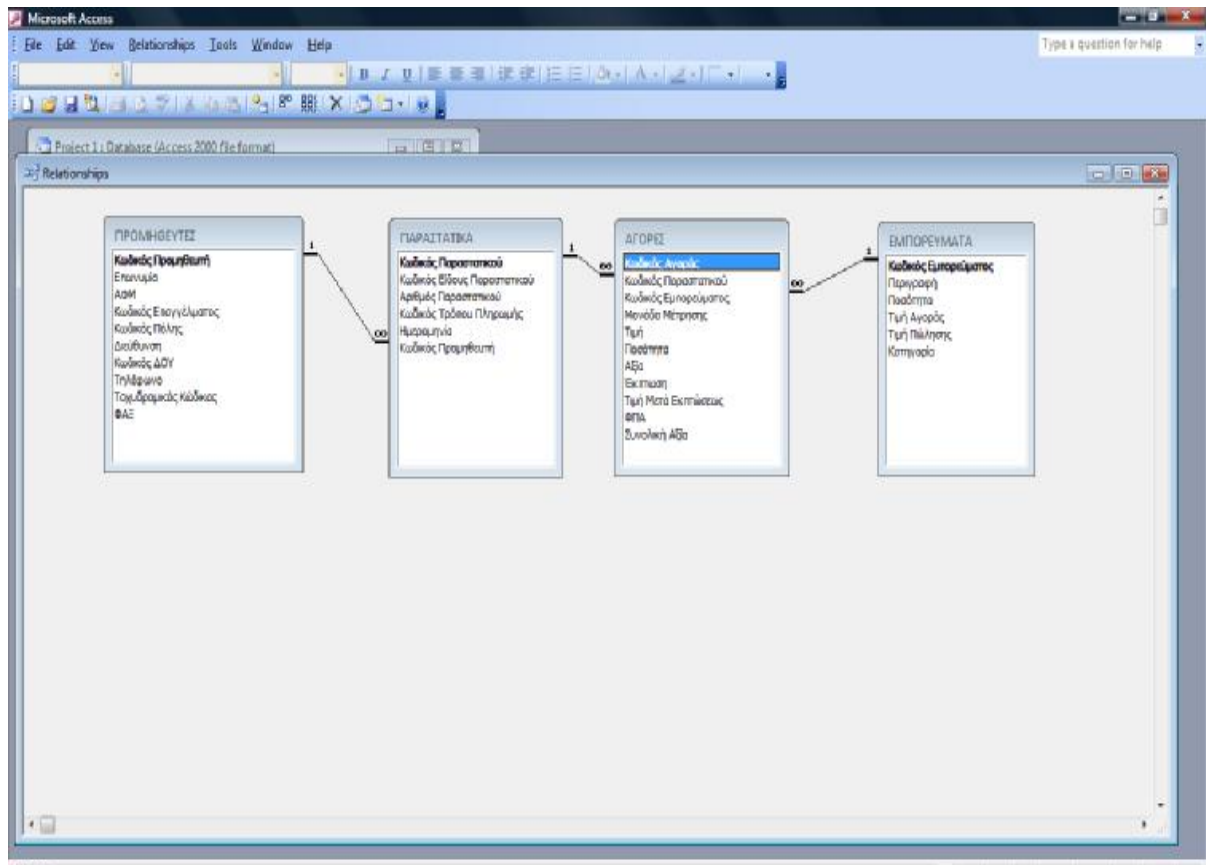 Microsoft Access
File Edit View Relationships Tools Window Help
Type a question for help
Project 1 : Database (Access 2000 file format)
Relationships
ΠΡΟΜΗΘΕΥΤΕΣ
Κωδικός Προμηθευτή
Επωνυμία
ΑΦΜ
Κωδικός Επαγγέλματος
Κωδικός Πόλης
Διεύθυνση
Κωδικός ΔΟΥ
Τηλέφωνο
Ταχυδρομικός Κώδικας
ΦΑΞ
1
∞
ΠΑΡΑΣΤΑΤΙΚΑ
Κωδικός Παραστατικού
Κωδικός Είδους Παραστατικού
Αριθμός Παραστατικού
Κωδικός Τρόπου Πληρωμής
Ημερομηνία
Κωδικός Προμηθευτή
1
∞
ΑΓΟΡΕΣ
Κωδικός Αγοράς
Κωδικός Παραστατικού
Κωδικός Εμπορεύματος
Μονάδα Μέτρησης
Τιμή
Ποσότητα
Αξία
Έκπτωση
Τιμή Μετά Εκπτώσεως
ΦΠΑ
Συνολική Αξία
∞
1
ΕΜΠΟΡΕΥΜΑΤΑ
Κωδικός Εμπορεύματος
Περιγραφή
Ποσότητα
Τιμή Αγοράς
Τιμή Πώλησης
Κατηγορία